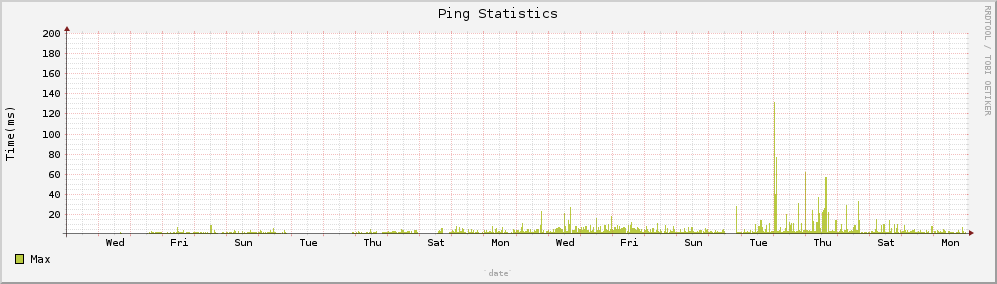 Ping Statistics
RRDTOOL / TOBI OETIKER
Time(ms)
200
180
160
140
120
100
80
60
40
20
Wed Fri Sun Tue Thu Sat Mon Wed Fri Sun Tue Thu Sat Mon
Max
`date`